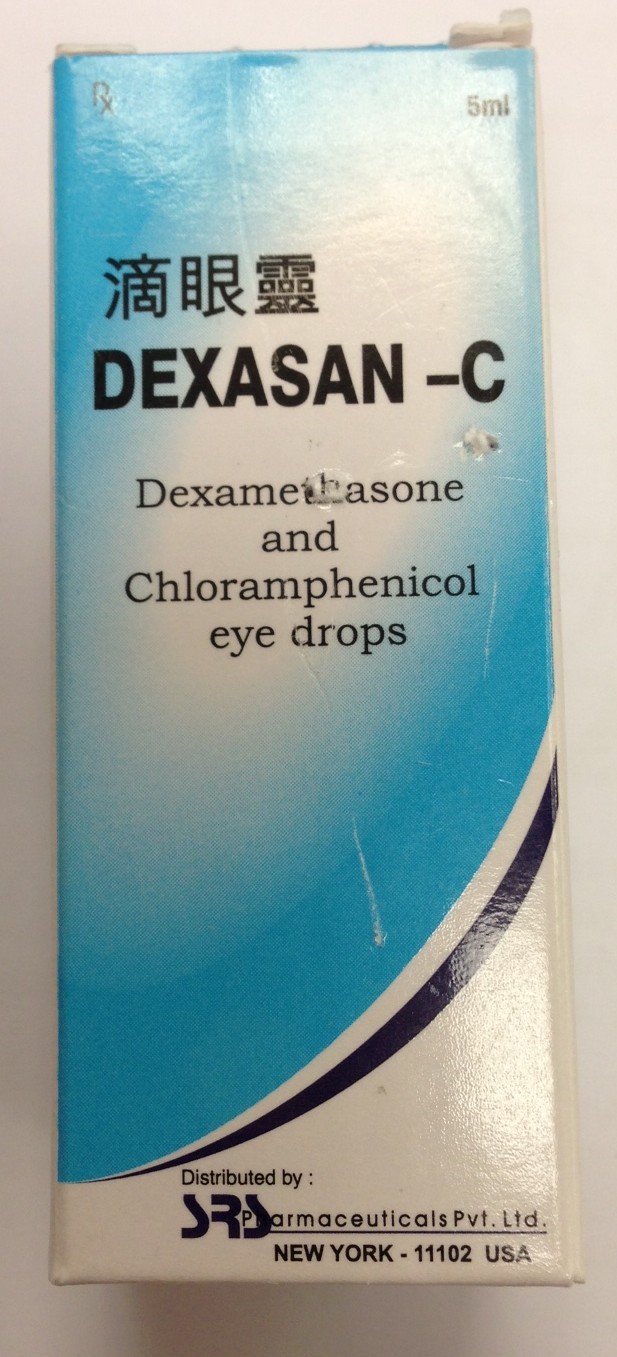 Rx
5ml
滴眼靈
DEXASAN –C
Dexamethasone
and
Chloramphenicol
eye drops
Distributed by :
SRS Pharmaceuticals Pvt. Ltd.
NEW YORK - 11102 USA